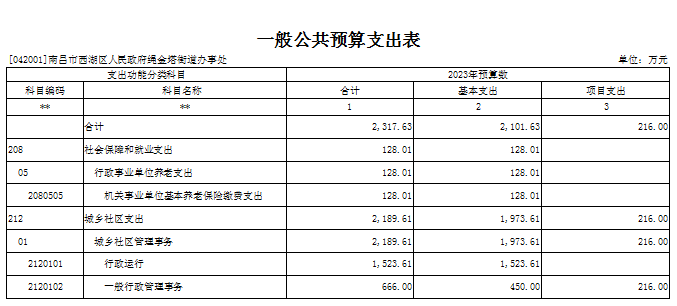 一般公共预算支出表
[042001]南昌市西湖区人民政府绳金塔街道办事处 单位：万元
支出功能分类科目 2023年预算数
科目编码 科目名称 合计 基本支出 项目支出
** ** 1 2 3
合计 2,317.63 2,101.63 216.00
208 社会保障和就业支出 128.01 128.01
05 行政事业单位养老支出 128.01 128.01
2080505 机关事业单位基本养老保险缴费支出 128.01 128.01
212 城乡社区支出 2,189.61 1,973.61 216.00
01 城乡社区管理事务 2,189.61 1,973.61 216.00
2120101 行政运行 1,523.61 1,523.61
2120102 一般行政管理事务 666.00 450.00 216.00